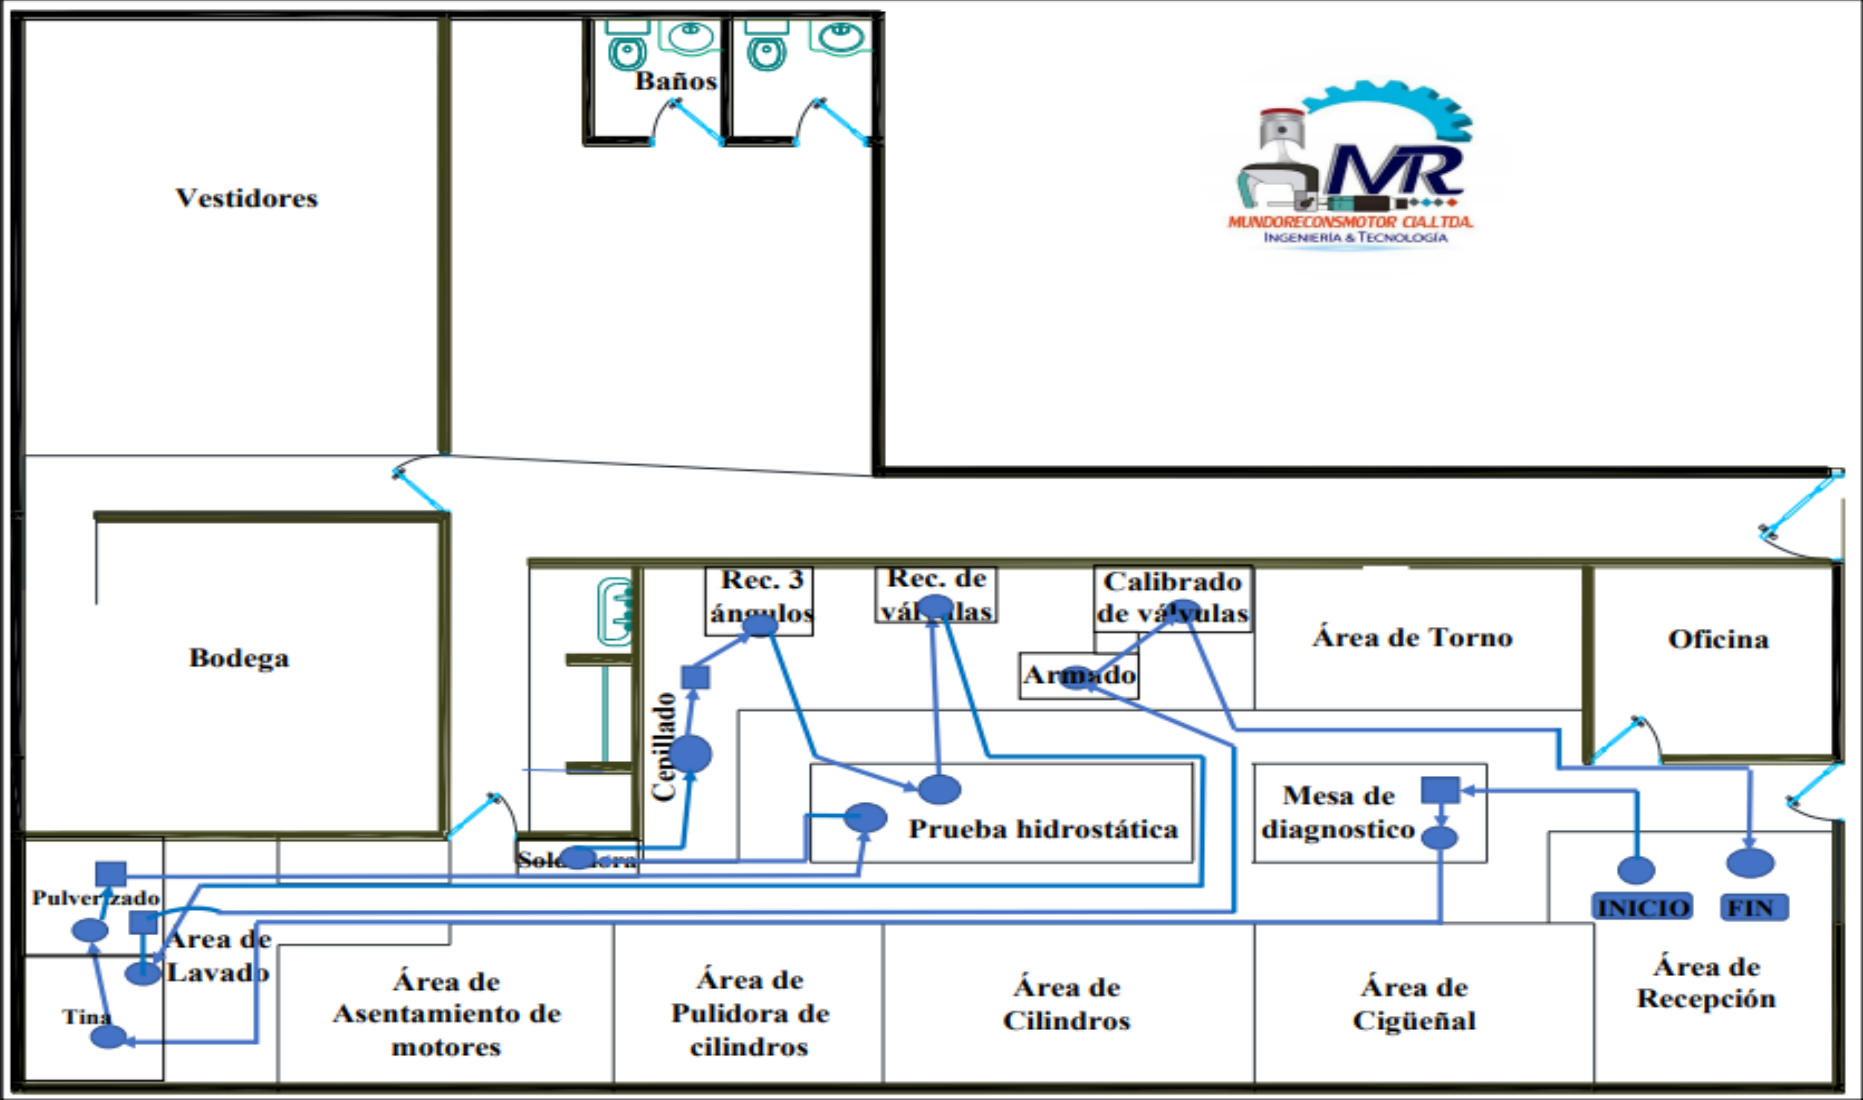 Baños
Vestidores
MR
MUNDORECONSMOTOR CIA.LTDA.
INGENIERÍA & TECNOLOGÍA
Bodega
Rec. 3
ángulos
Rec. de
válvulas
Calibrado
de válvulas
Área de Torno
Oficina
Armado
Cepillado
Mesa de
diagnostico
Prueba hidrostática
Soldadora
Pulverizado
INICIO
FIN
Área de
Lavado
Tina
Área de
Asentamiento de
motores
Área de
Pulidora de
cilindros
Área de
Cilindros
Área de
Cigüeñal
Área de
Recepción